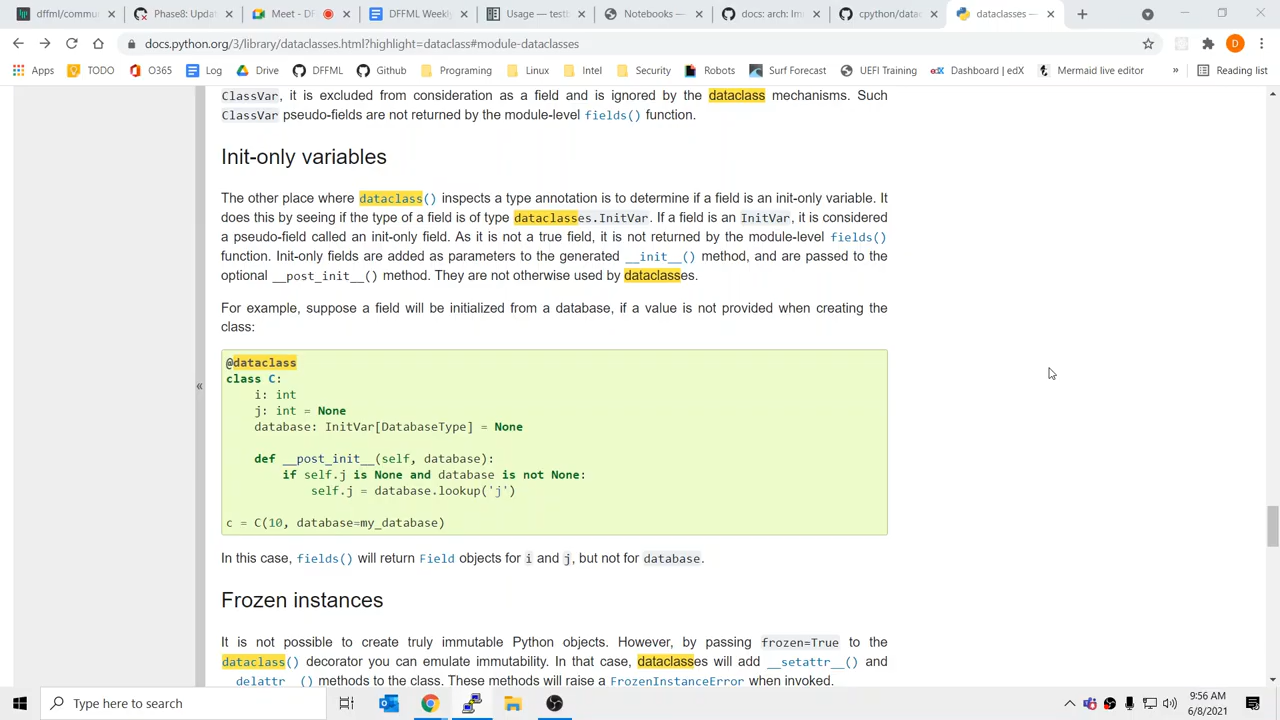 dffml/commu
Phase8: Upda
Meet - DFF
DFFML Weekl
Usage — testb
Notebooks —
docs: arch: Inv
cpython/datac
dataclasses —
docs.python.org/3/library/dataclasses.html?highlight=dataclass#module-dataclasses
Apps TODO O365 Log Drive DFFML Github Programing Linux Intel Security Robots Surf Forecast UEFI Training Dashboard | edX Mermaid live editor » Reading list
ClassVar, it is excluded from consideration as a field and is ignored by the dataclass mechanisms. Such
ClassVar pseudo-fields are not returned by the module-level fields() function.
Init-only variables
The other place where dataclass() inspects a type annotation is to determine if a field is an init-only variable. It
does this by seeing if the type of a field is of type dataclasses.InitVar. If a field is an InitVar, it is considered
a pseudo-field called an init-only field. As it is not a true field, it is not returned by the module-level fields()
function. Init-only fields are added as parameters to the generated __init__() method, and are passed to the
optional __post_init__() method. They are not otherwise used by dataclasses.
For example, suppose a field will be initialized from a database, if a value is not provided when creating the
class:
@dataclass
class C:
i: int
j: int = None
database: InitVar[DatabaseType] = None
def __post_init__(self, database):
if self.j is None and database is not None:
self.j = database.lookup('j')
c = C(10, database=my_database)
«
In this case, fields() will return Field objects for i and j, but not for database.
Frozen instances
It is not possible to create truly immutable Python objects. However, by passing frozen=True to the
dataclass() decorator you can emulate immutability. In that case, dataclasses will add __setattr__() and
__delattr__() methods to the class. These methods will raise a FrozenInstanceError when invoked.
Type here to search
9:56 AM
6/8/2021